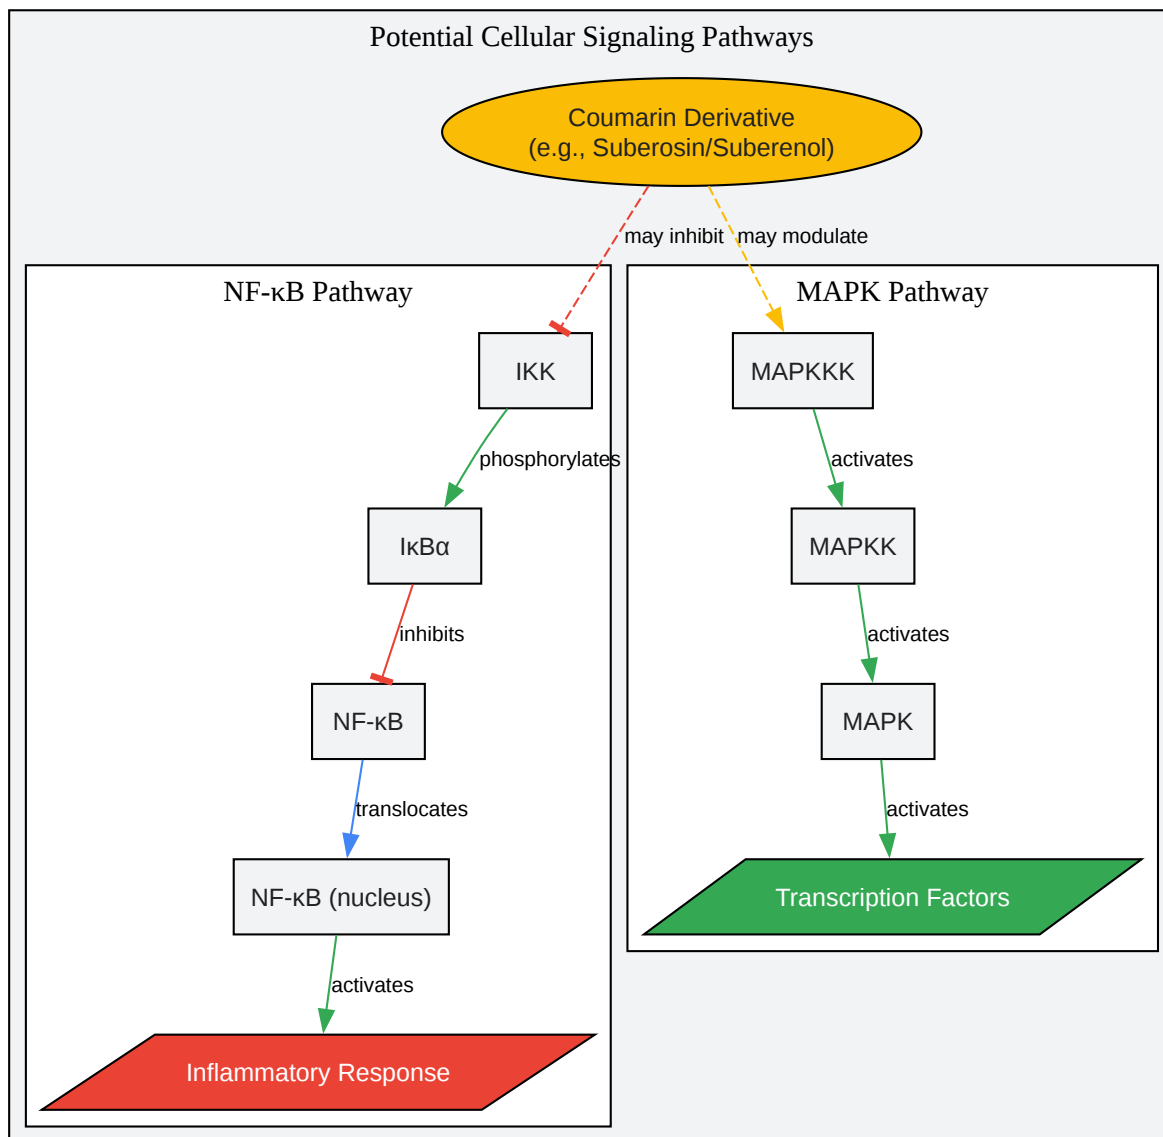 Potential Cellular Signaling Pathways
Coumarin Derivative
(e.g., Suberosin/Suberenol)
may inhibit
may modulate
NF-κB Pathway
IKK
phosphorylates
IκBα
inhibits
NF-κB
translocates
NF-κB (nucleus)
activates
Inflammatory Response
MAPK Pathway
MAPKKK
activates
MAPKK
activates
MAPK
activates
Transcription Factors